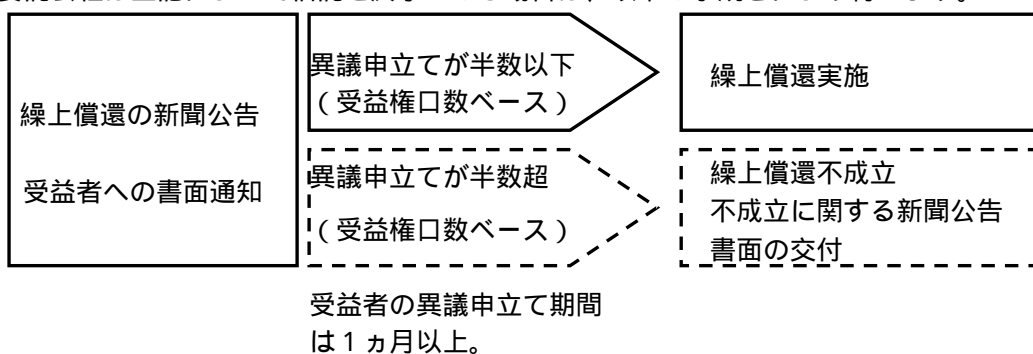 繰上償還の新聞公告
受益者への書面通知
異議申立てが半数以下
（受益権口数ベース）
繰上償還実施
異議申立てが半数超
（受益権口数ベース）
繰上償還不成立
不成立に関する新聞公告
書面の交付
受益者の異議申立て期間
は１ヵ月以上。